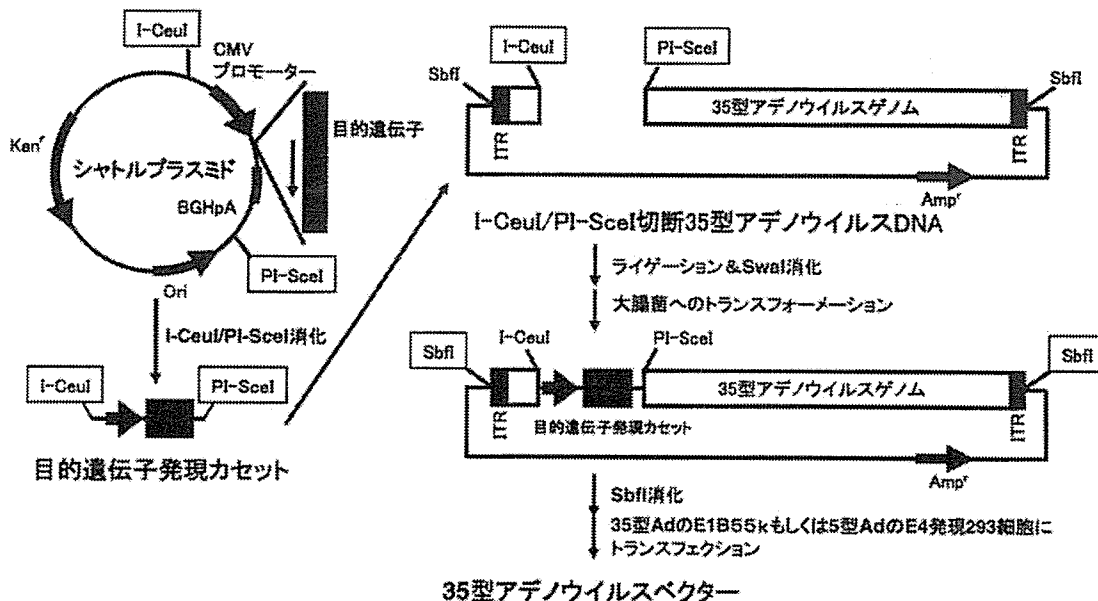 I-CeuI
CMV
プロモーター
目的遺伝子
Kanʳ
シャトルプラスミド
BGHpA
PI-SceI
Ori
I-CeuI/PI-SceI消化
I-CeuI
PI-SceI
目的遺伝子発現カセット
I-CeuI
PI-SceI
SbfI
SbfI
35型アデノウイルスゲノム
ITR
ITR
Ampʳ
I-CeuI/PI-SceI切断35型アデノウイルスDNA
ライゲーション&SwaI消化
大腸菌へのトランスフォーメーション
I-CeuI
PI-SceI
SbfI
SbfI
35型アデノウイルスゲノム
ITR
目的遺伝子発現カセット
ITR
Ampʳ
SbfI消化
35型AdのE1B55kもしくは5型AdのE4発現293細胞に
トランスフェクション
35型アデノウイルスベクター